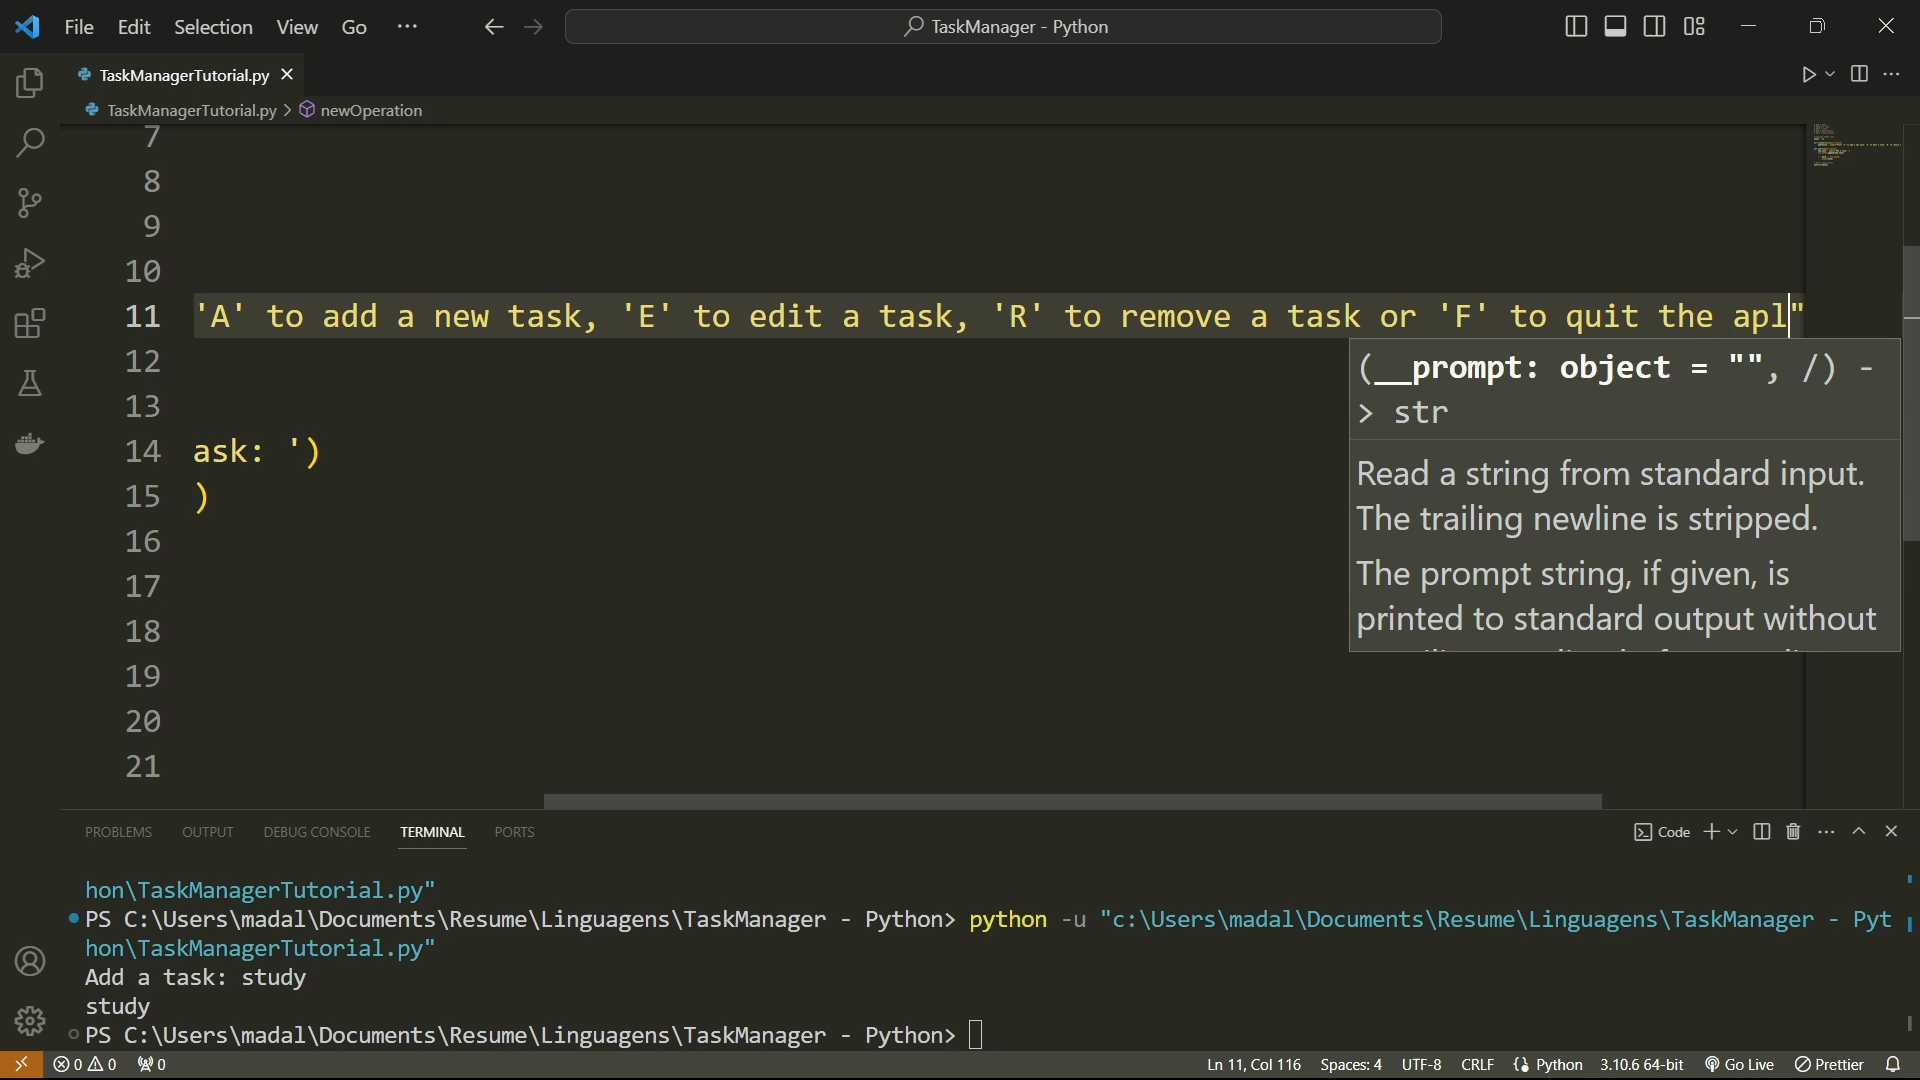 File Edit Selection View Go ··· TaskManager - Python
TaskManagerTutorial.py
TaskManagerTutorial.py > newOperation
7
8
9
10
11 'A' to add a new task, 'E' to edit a task, 'R' to remove a task or 'F' to quit the apl"
(__prompt: object = "", /) -
> str
Read a string from standard input.
The trailing newline is stripped.
The prompt string, if given, is
printed to standard output without
12
13
14 ask: ')
15 )
16
17
18
19
20
21
PROBLEMS OUTPUT DEBUG CONSOLE TERMINAL PORTS Code
hon\TaskManagerTutorial.py"
PS C:\Users\madal\Documents\Resume\Linguagens\TaskManager - Python> python -u "c:\Users\madal\Documents\Resume\Linguagens\TaskManager - Pyt
hon\TaskManagerTutorial.py"
Add a task: study
study
PS C:\Users\madal\Documents\Resume\Linguagens\TaskManager - Python>
0 0 0 Ln 11, Col 116 Spaces: 4 UTF-8 CRLF Python 3.10.6 64-bit Go Live Prettier